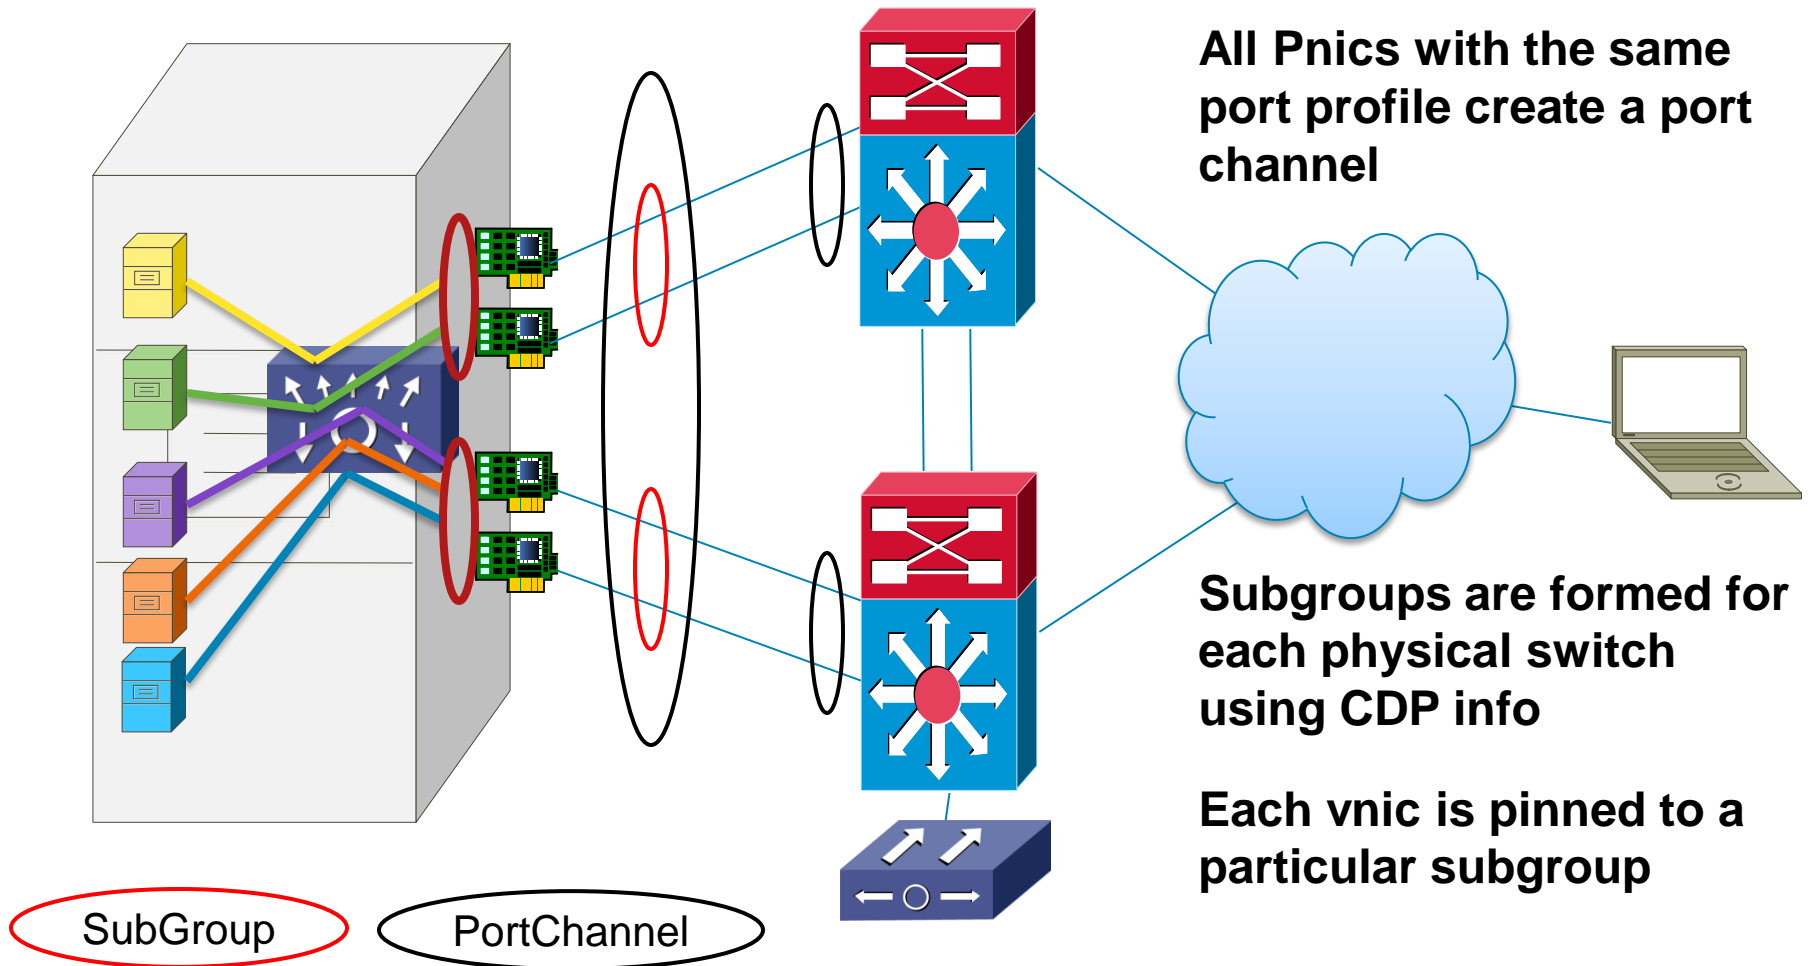 All Pnics with the same
port profile create a port
channel
Subgroups are formed for
each physical switch
using CDP info
Each vnic is pinned to a
particular subgroup
SubGroup
PortChannel